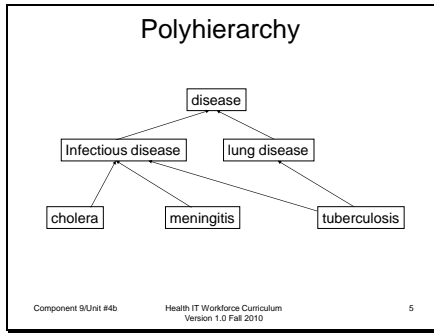 Polyhierarchy
disease
Infectious disease
lung disease
cholera
meningitis
tuberculosis
Component 9/Unit #4b
Health IT Workforce Curriculum
Version 1.0 Fall 2010
5